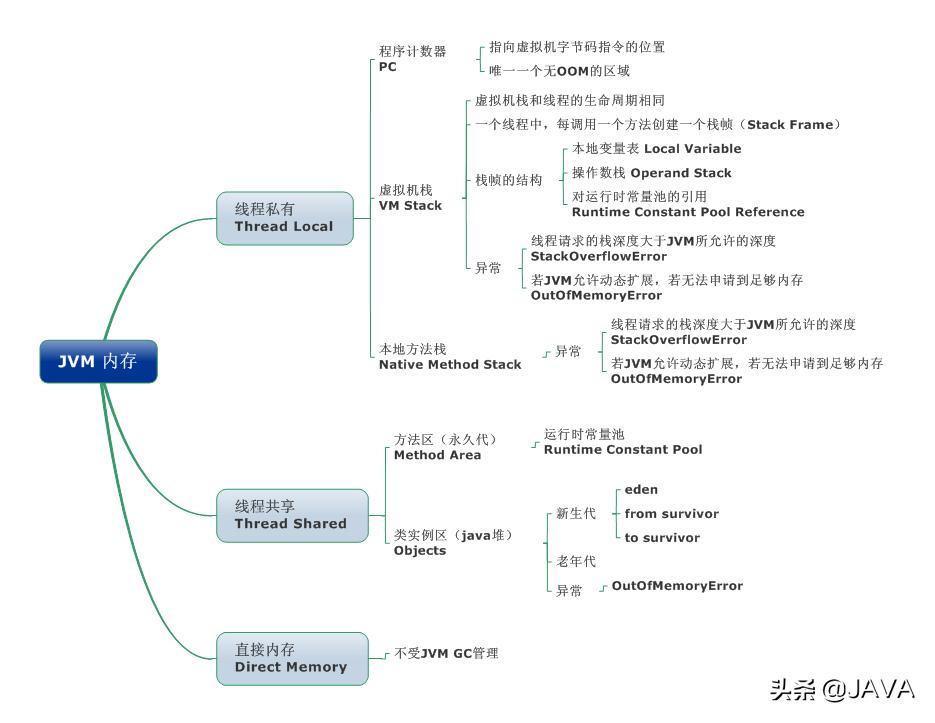 程序计数器
PC
指向虚拟机字节码指令的位置
唯一一个无OOM的区域
虚拟机栈
VM Stack
虚拟机栈和线程的生命周期相同
一个线程中，每调用一个方法创建一个栈帧（Stack Frame）
栈帧的结构
本地变量表 Local Variable
操作数栈 Operand Stack
对运行时常量池的引用
Runtime Constant Pool Reference
异常
线程请求的栈深度大于JVM所允许的深度
StackOverflowError
若JVM允许动态扩展，若无法申请到足够内存
OutOfMemoryError
线程私有
Thread Local
本地方法栈
Native Method Stack
异常
线程请求的栈深度大于JVM所允许的深度
StackOverflowError
若JVM允许动态扩展，若无法申请到足够内存
OutOfMemoryError
JVM 内存
线程共享
Thread Shared
方法区（永久代）
Method Area
运行时常量池
Runtime Constant Pool
类实例区（java堆）
Objects
新生代
eden
from survivor
to survivor
老年代
异常
OutOfMemoryError
直接内存
Direct Memory
不受JVM GC管理
头条@JAVA